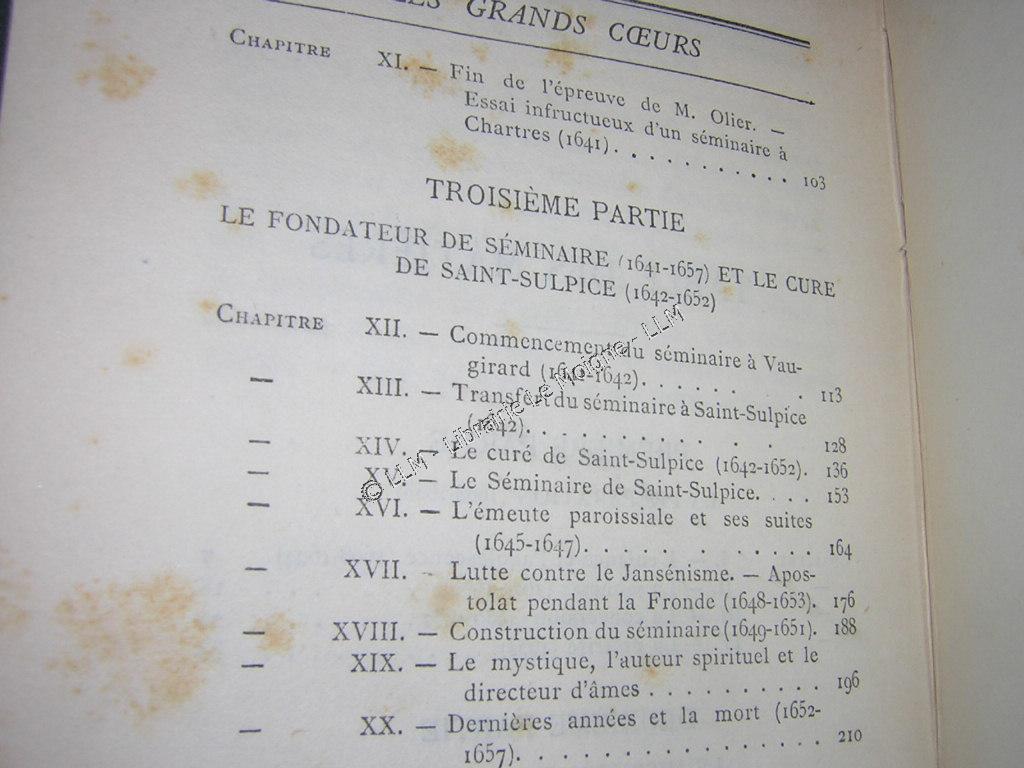 LES GRANDS CŒURS
CHAPITRE XI. — Fin de l'épreuve de M. Olier. —
Essai infructueux d'un séminaire à
Chartres (1641). . . . . . . . . . . . 103
TROISIÈME PARTIE
LE FONDATEUR DE SÉMINAIRE (1641-1657) ET LE CURE
DE SAINT-SULPICE (1642-1652)
CHAPITRE XII. — Commencement du séminaire à Vau-
girard (1641-1642). . . . . . . 113
— XIII. — Transfert du séminaire à Saint-Sulpice
(1642). . . . . . . . . . . . 128
— XIV. — Le curé de Saint-Sulpice (1642-1652). 136
— XV. — Le Séminaire de Saint-Sulpice. . . . 153
— XVI. — L'émeute paroissiale et ses suites
(1645-1647). . . . . . . . . 164
— XVII. - Lutte contre le Jansénisme. — Apos-
tolat pendant la Fronde (1648-1653). 176
— XVIII. — Construction du séminaire (1649-1651). 188
— XIX. — Le mystique, l'auteur spirituel et le
directeur d'âmes . . . . . . . . . . 196
— XX. — Dernières années et la mort (1652-
1657). . . . . . . . . . . . . . . 210
© LLM - Librairie Le Moigne - LLM